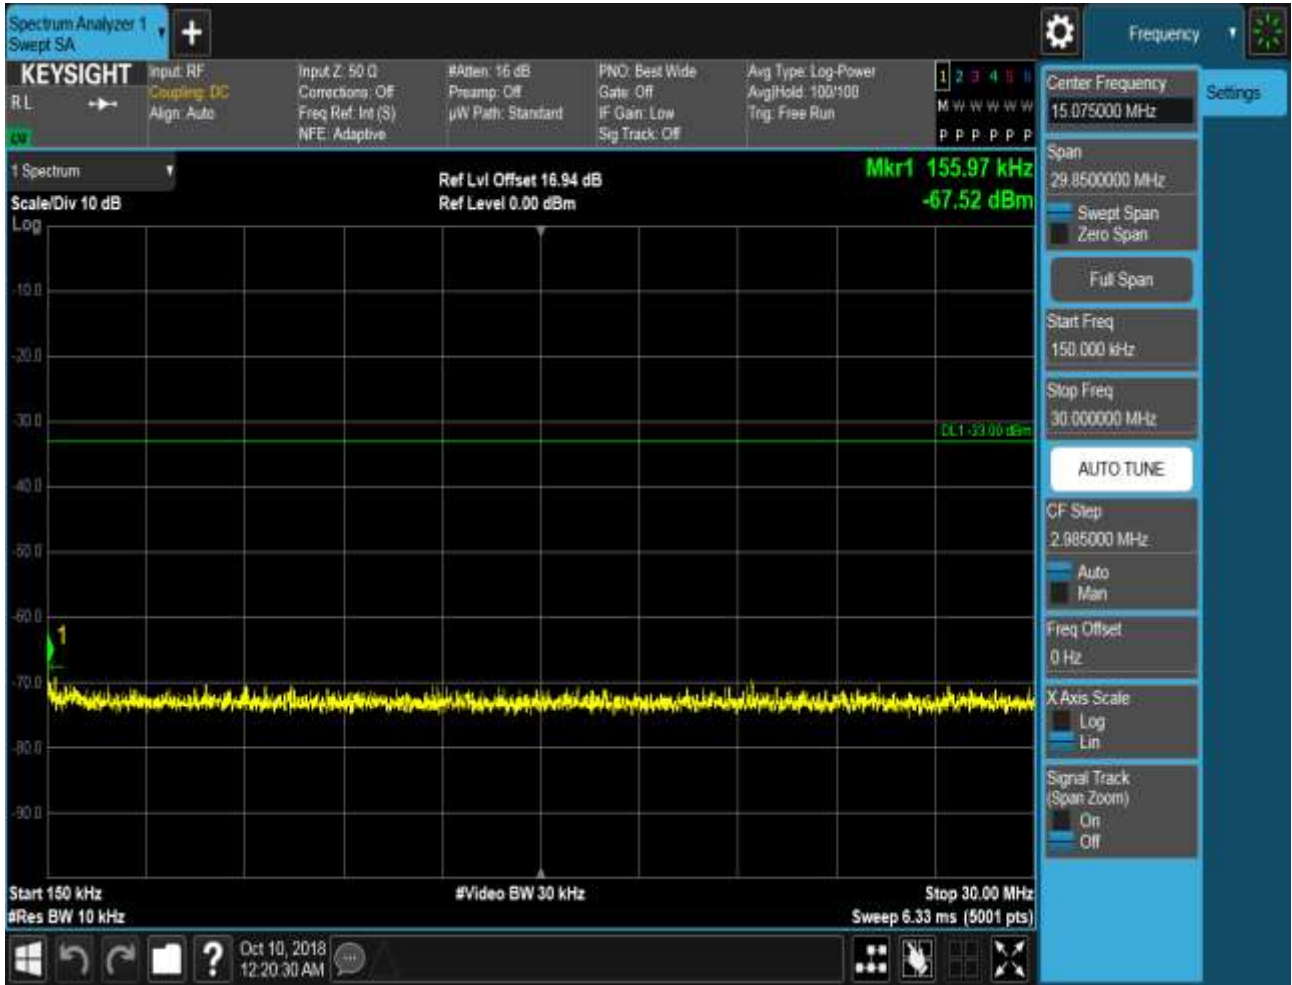 Spectrum Analyzer 1
Swept SA
+
Frequency
KEYSIGHT
R L
LW
Input: RF
Coupling: DC
Align: Auto
Input Z: 50 Ω
Corrections: Off
Freq Ref: Int (S)
NFE: Adaptive
#Atten: 16 dB
Preamp: Off
µW Path: Standard
PNO: Best Wide
Gate: Off
IF Gain: Low
Sig Track: Off
Avg Type: Log-Power
Avg|Hold: 100/100
Trig: Free Run
1 2 3 4 5 6
M W W W W W
P P P P P P
1 Spectrum
Scale/Div 10 dB
Log
Ref Lvl Offset 16.94 dB
Ref Level 0.00 dBm
Mkr1 155.97 kHz
-67.52 dBm
-10.0
-20.0
-30.0
DL1 -33.00 dBm
-40.0
-50.0
-60.0
1
-70.0
-80.0
-90.0
Start 150 kHz
#Video BW 30 kHz
Stop 30.00 MHz
#Res BW 10 kHz
Sweep 6.33 ms (5001 pts)
?
Oct 10, 2018
12:20:30 AM
Center Frequency
15.075000 MHz
Settings
Span
29.8500000 MHz
Swept Span
Zero Span
Full Span
Start Freq
150.000 kHz
Stop Freq
30.000000 MHz
AUTO TUNE
CF Step
2.985000 MHz
Auto
Man
Freq Offset
0 Hz
X Axis Scale
Log
Lin
Signal Track
(Span Zoom)
On
Off